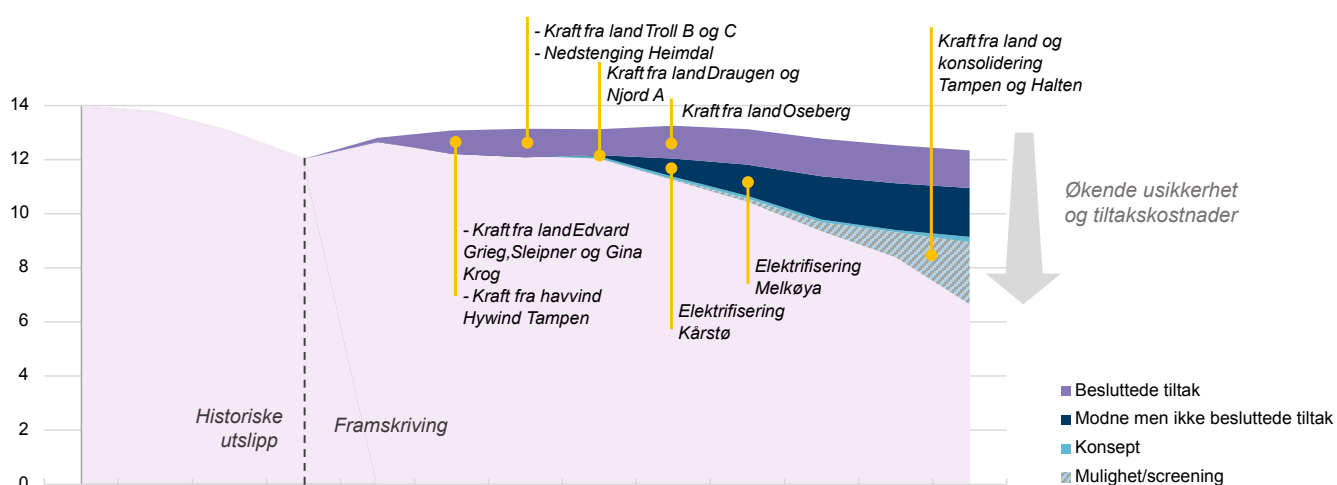 - Kraft fra land Troll B og C
- Nedstenging Heimdal
Kraft fra land Draugen og
Njord A
Kraft fra land Oseberg
Kraft fra land og
konsolidering
Tampen og Halten
14
12
10
8
6
4
2
0
- Kraft fra land Edvard
Grieg, Sleipner og Gina
Krog
- Kraft fra havvind
Hywind Tampen
Elektrifisering
Melkøya
Elektrifisering
Kårstø
Økende usikkerhet
og tiltakskostnader
Historiske
utslipp
Framskriving
Besluttede tiltak
Modne men ikke besluttede tiltak
Konsept
Mulighet/screening